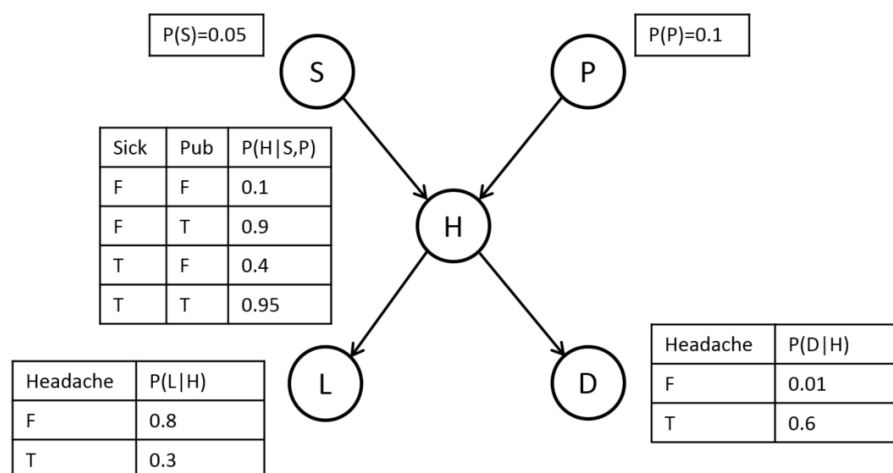 P(S)=0.05
S
P
P(P)=0.1
Sick Pub P(H|S,P)
F F 0.1
F T 0.9
T F 0.4
T T 0.95
H
L
D
Headache P(L|H)
F 0.8
T 0.3
Headache P(D|H)
F 0.01
T 0.6